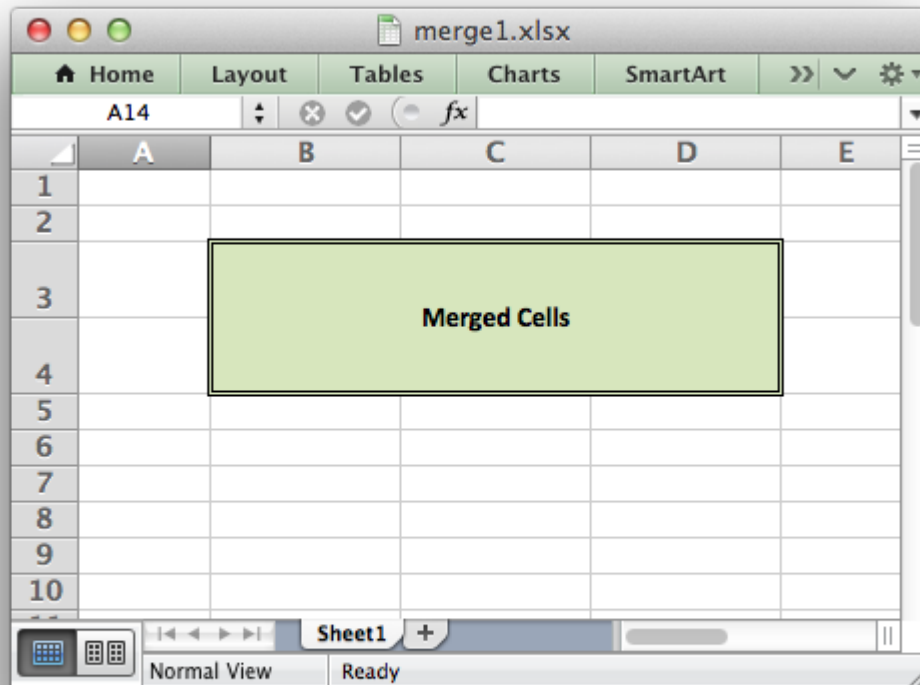 merge1.xlsx
Home Layout Tables Charts SmartArt
A14 fx
A B C D E
1
2
3
Merged Cells
4
5
6
7
8
9
10
Sheet1 +
Normal View Ready